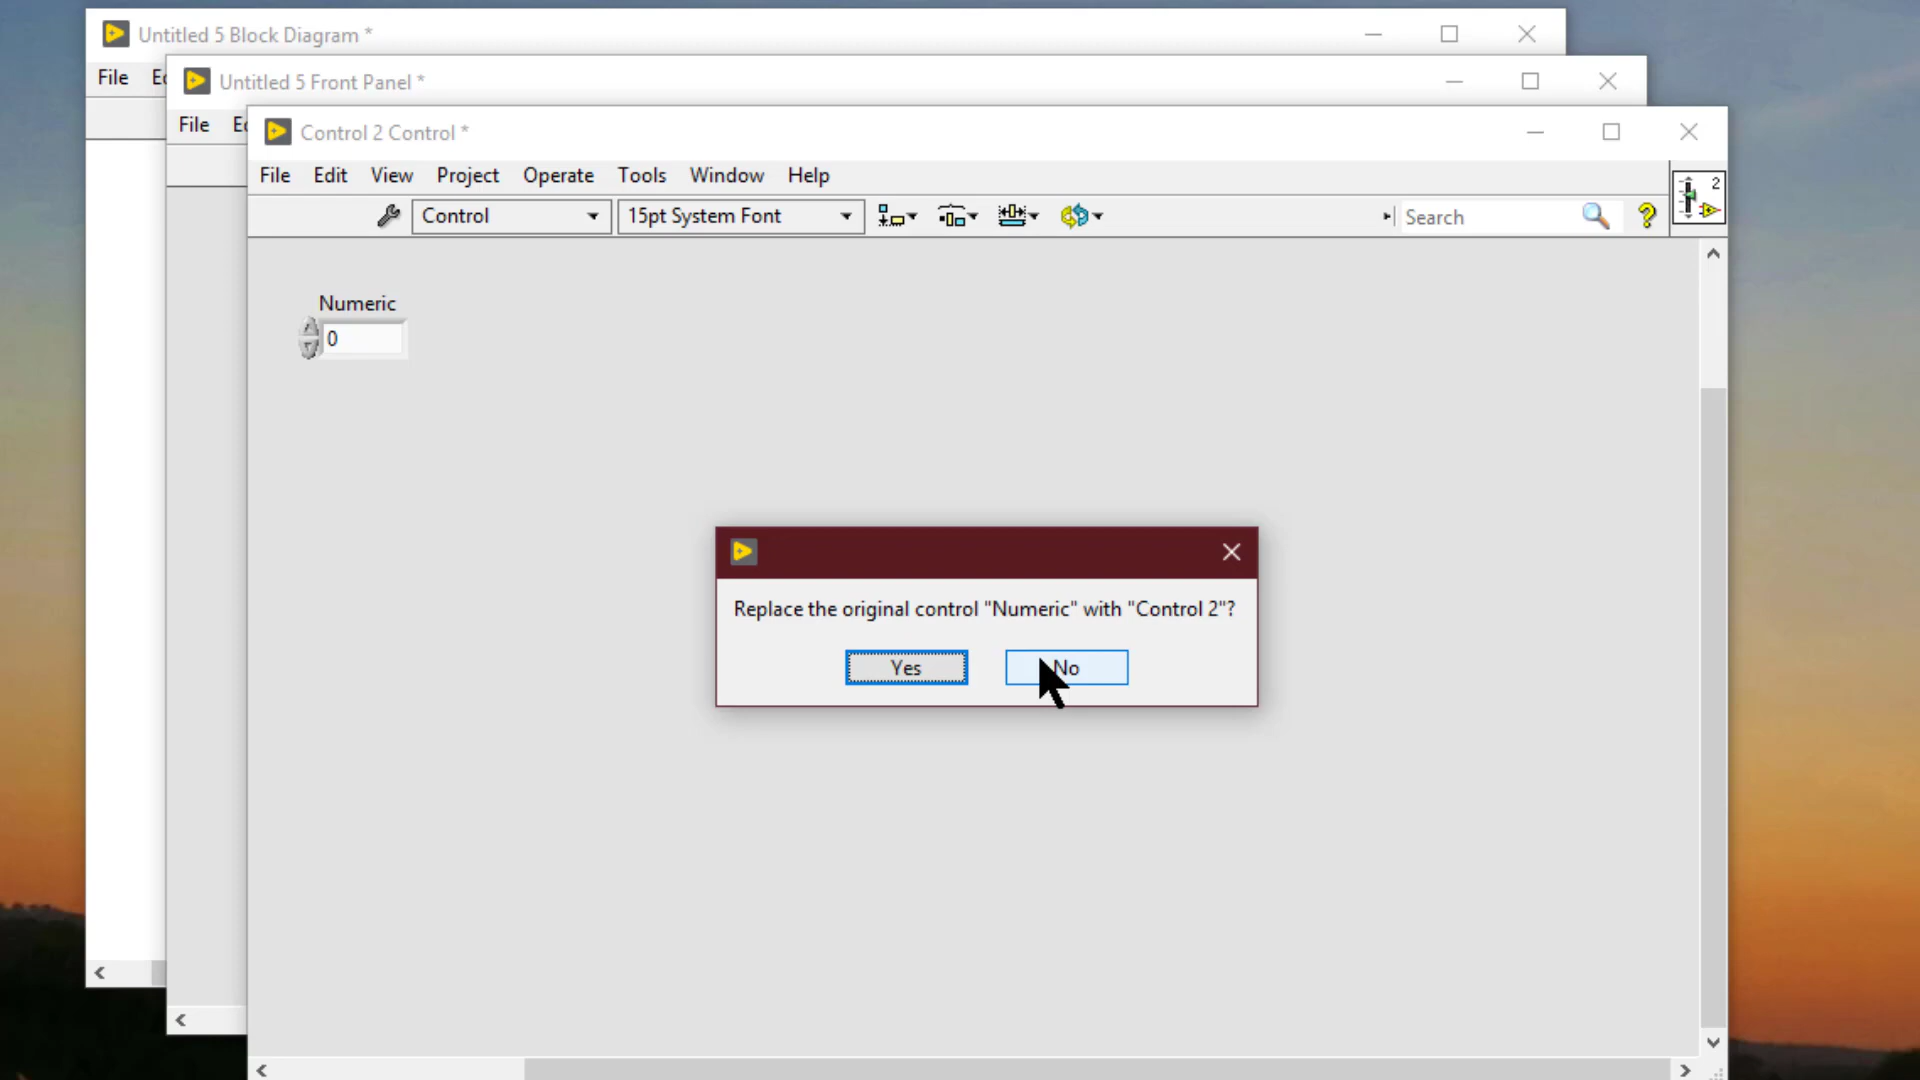 Untitled 5 Block Diagram *
File
Untitled 5 Front Panel *
File
Control 2 Control *
File Edit View Project Operate Tools Window Help
Control 15pt System Font Search ? 2
Numeric
0
Replace the original control "Numeric" with "Control 2"?
Yes No